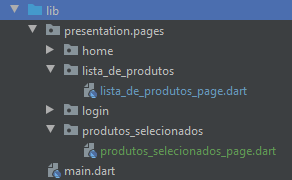 lib
presentation.pages
home
lista_de_produtos
lista_de_produtos_page.dart
login
produtos_selecionados
produtos_selecionados_page.dart
main.dart